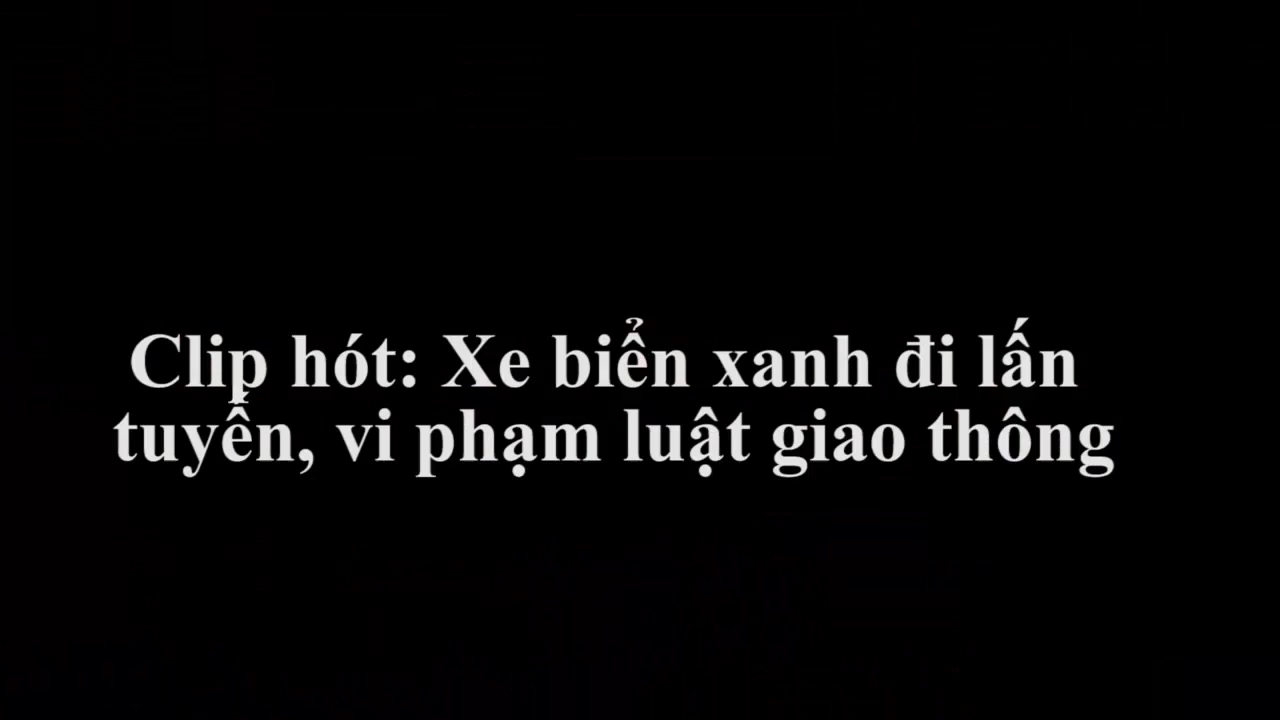 Clip hót: Xe biển xanh đi lấn
tuyến, vi phạm luật giao thông